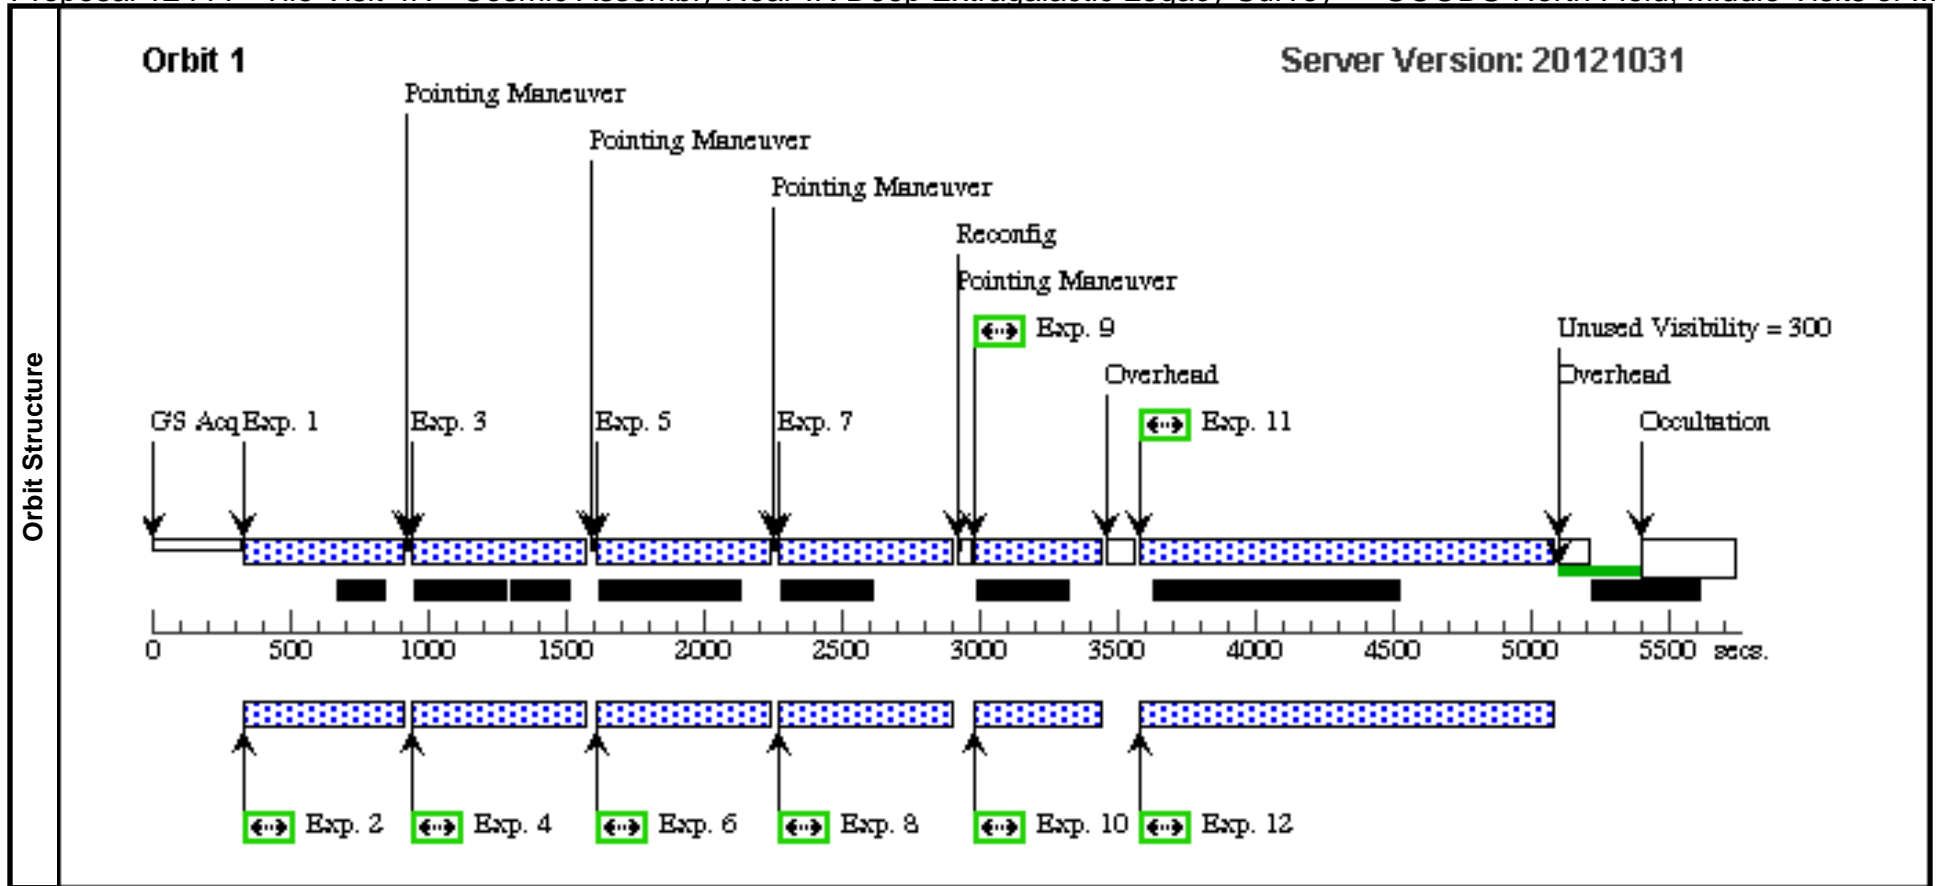 Orbit 1
Server Version: 20121031
Pointing Maneuver
Pointing Maneuver
Pointing Maneuver
Reconfig
Pointing Maneuver
Exp. 9
Unused Visibility = 300
Overhead
Overhead
GS Acq
Exp. 1
Exp. 3
Exp. 5
Exp. 7
Exp. 11
Occultation
Orbit Structure
0
500
1000
1500
2000
2500
3000
3500
4000
4500
5000
5500
secs.
Exp. 2
Exp. 4
Exp. 6
Exp. 8
Exp. 10
Exp. 12